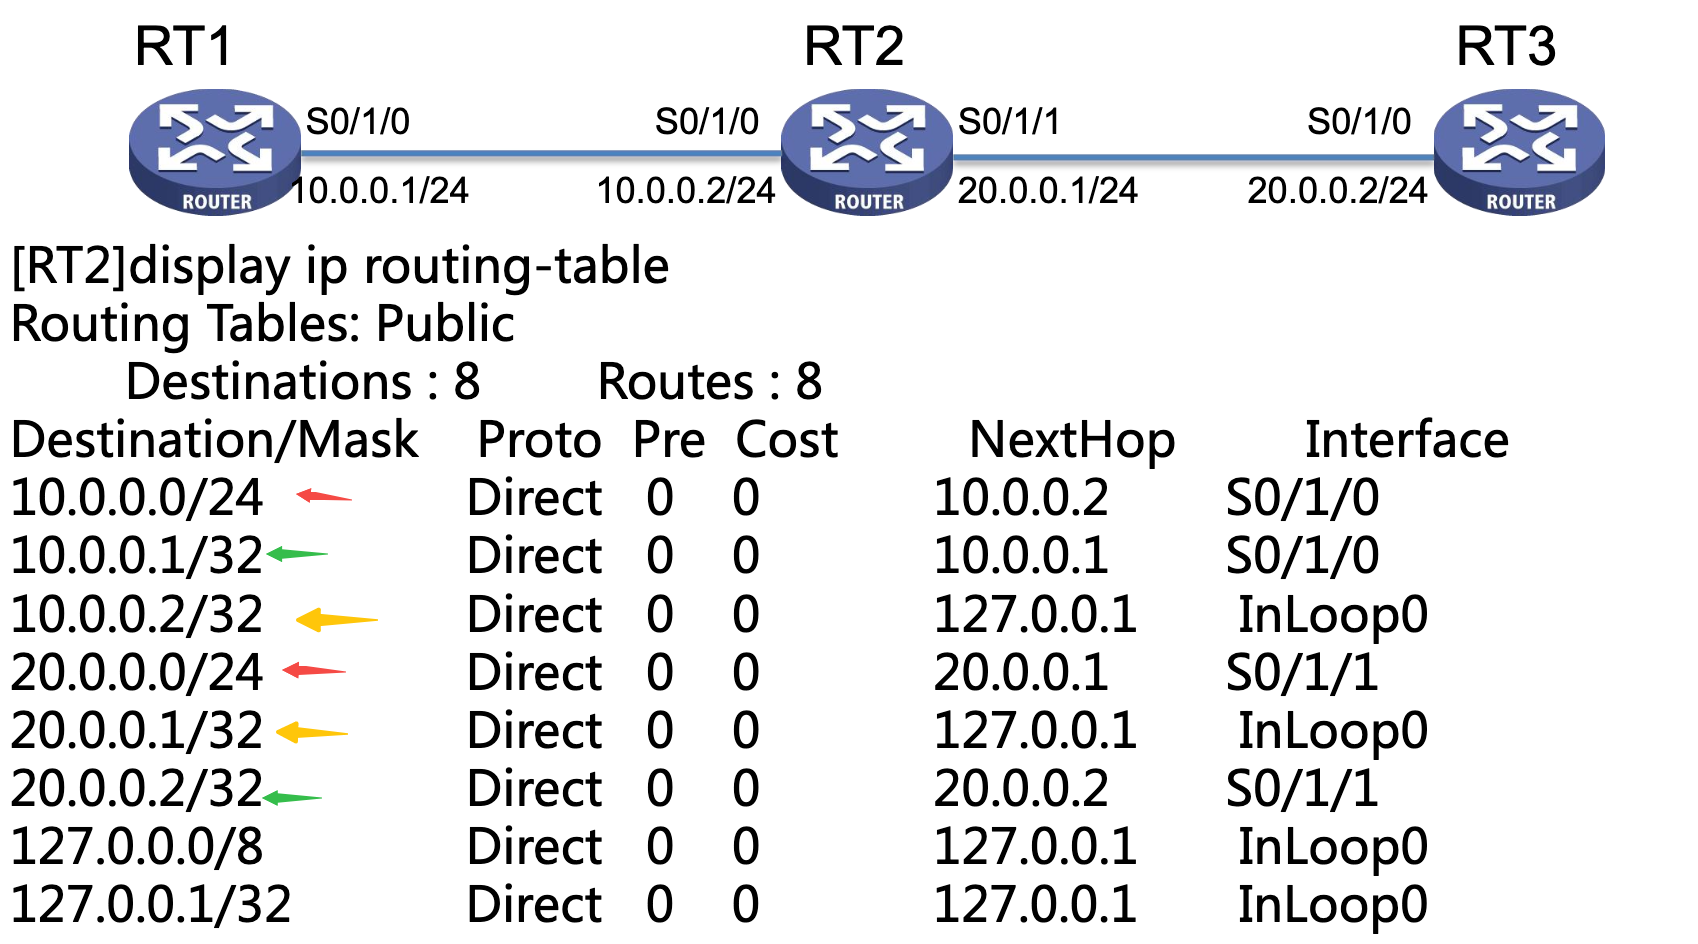 RT1 RT2 RT3
S0/1/0 S0/1/0 S0/1/1 S0/1/0
10.0.0.1/24 10.0.0.2/24 20.0.0.1/24 20.0.0.2/24
ROUTER ROUTER ROUTER
[RT2]display ip routing-table
Routing Tables: Public
Destinations : 8 Routes : 8
Destination/Mask Proto Pre Cost NextHop Interface
10.0.0.0/24 Direct 0 0 10.0.0.2 S0/1/0
10.0.0.1/32 Direct 0 0 10.0.0.1 S0/1/0
10.0.0.2/32 Direct 0 0 127.0.0.1 InLoop0
20.0.0.0/24 Direct 0 0 20.0.0.1 S0/1/1
20.0.0.1/32 Direct 0 0 127.0.0.1 InLoop0
20.0.0.2/32 Direct 0 0 20.0.0.2 S0/1/1
127.0.0.0/8 Direct 0 0 127.0.0.1 InLoop0
127.0.0.1/32 Direct 0 0 127.0.0.1 InLoop0